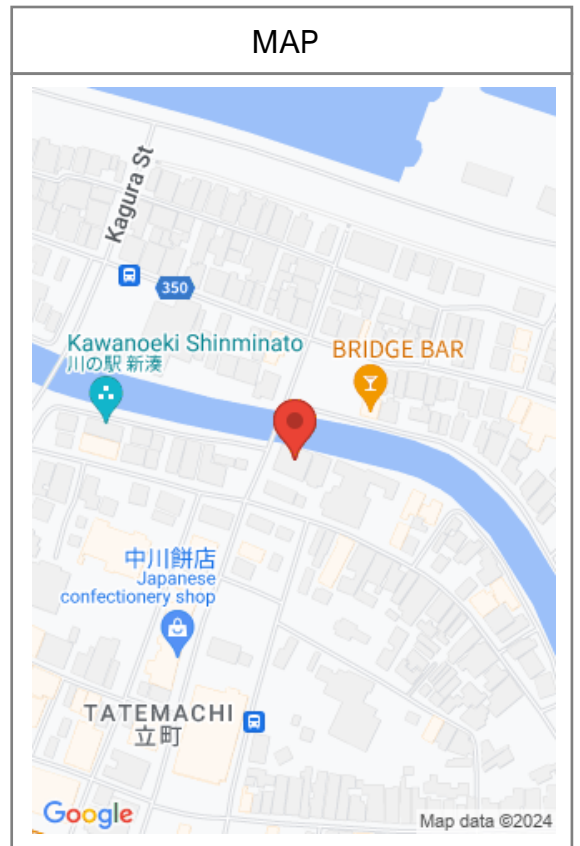 MAP
Kagura St
350
Kawanoeki Shinminato
川の駅 新湊
BRIDGE BAR
中川餅店
Japanese
confectionery shop
TATEMACHI
立町
Google
Map data ©2024